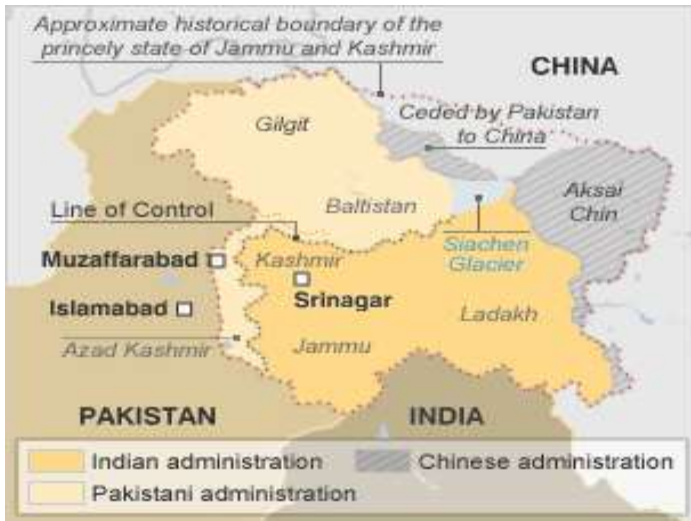 Approximate historical boundary of the
princely state of Jammu and Kashmir
CHINA
Ceded by Pakistan
to China
Gilgit
Aksai
Chin
Baltistan
Line of Control
Siachen
Glacier
Muzaffarabad
Kashmir
Srinagar
Islamabad
Ladakh
Azad Kashmir
Jammu
PAKISTAN
INDIA
Indian administration
Chinese administration
Pakistani administration